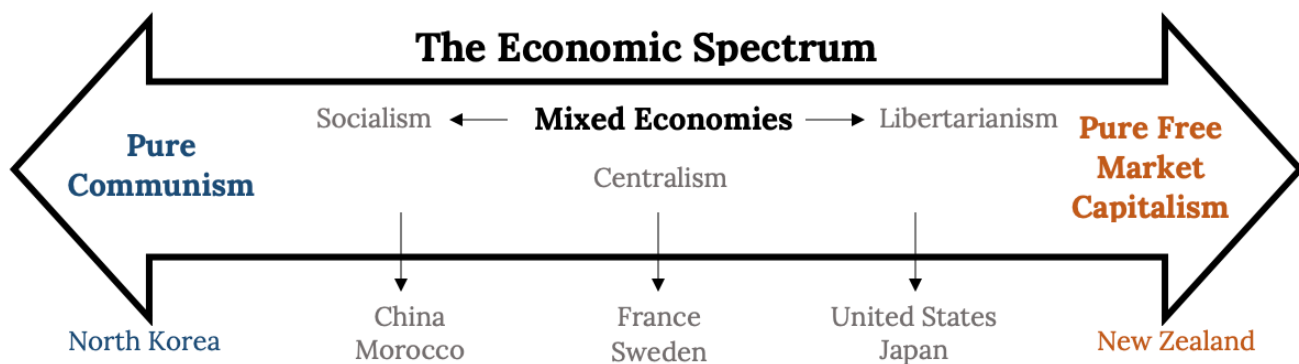 The Economic Spectrum
Socialism Mixed Economies Libertarianism
Pure
Communism
Centralism
Pure Free
Market
Capitalism
North Korea
China
Morocco
France
Sweden
United States
Japan
New Zealand